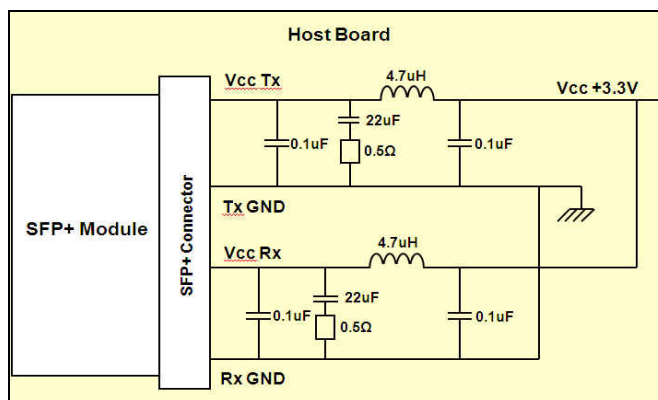 Host Board
4.7uH
Vcc Tx
Vcc +3.3V
22uF
0.1uF
0.5Ω
0.1uF
Tx GND
SFP+ Module
SFP+ Connector
4.7uH
Vcc Rx
22uF
0.1uF
0.5Ω
0.1uF
Rx GND